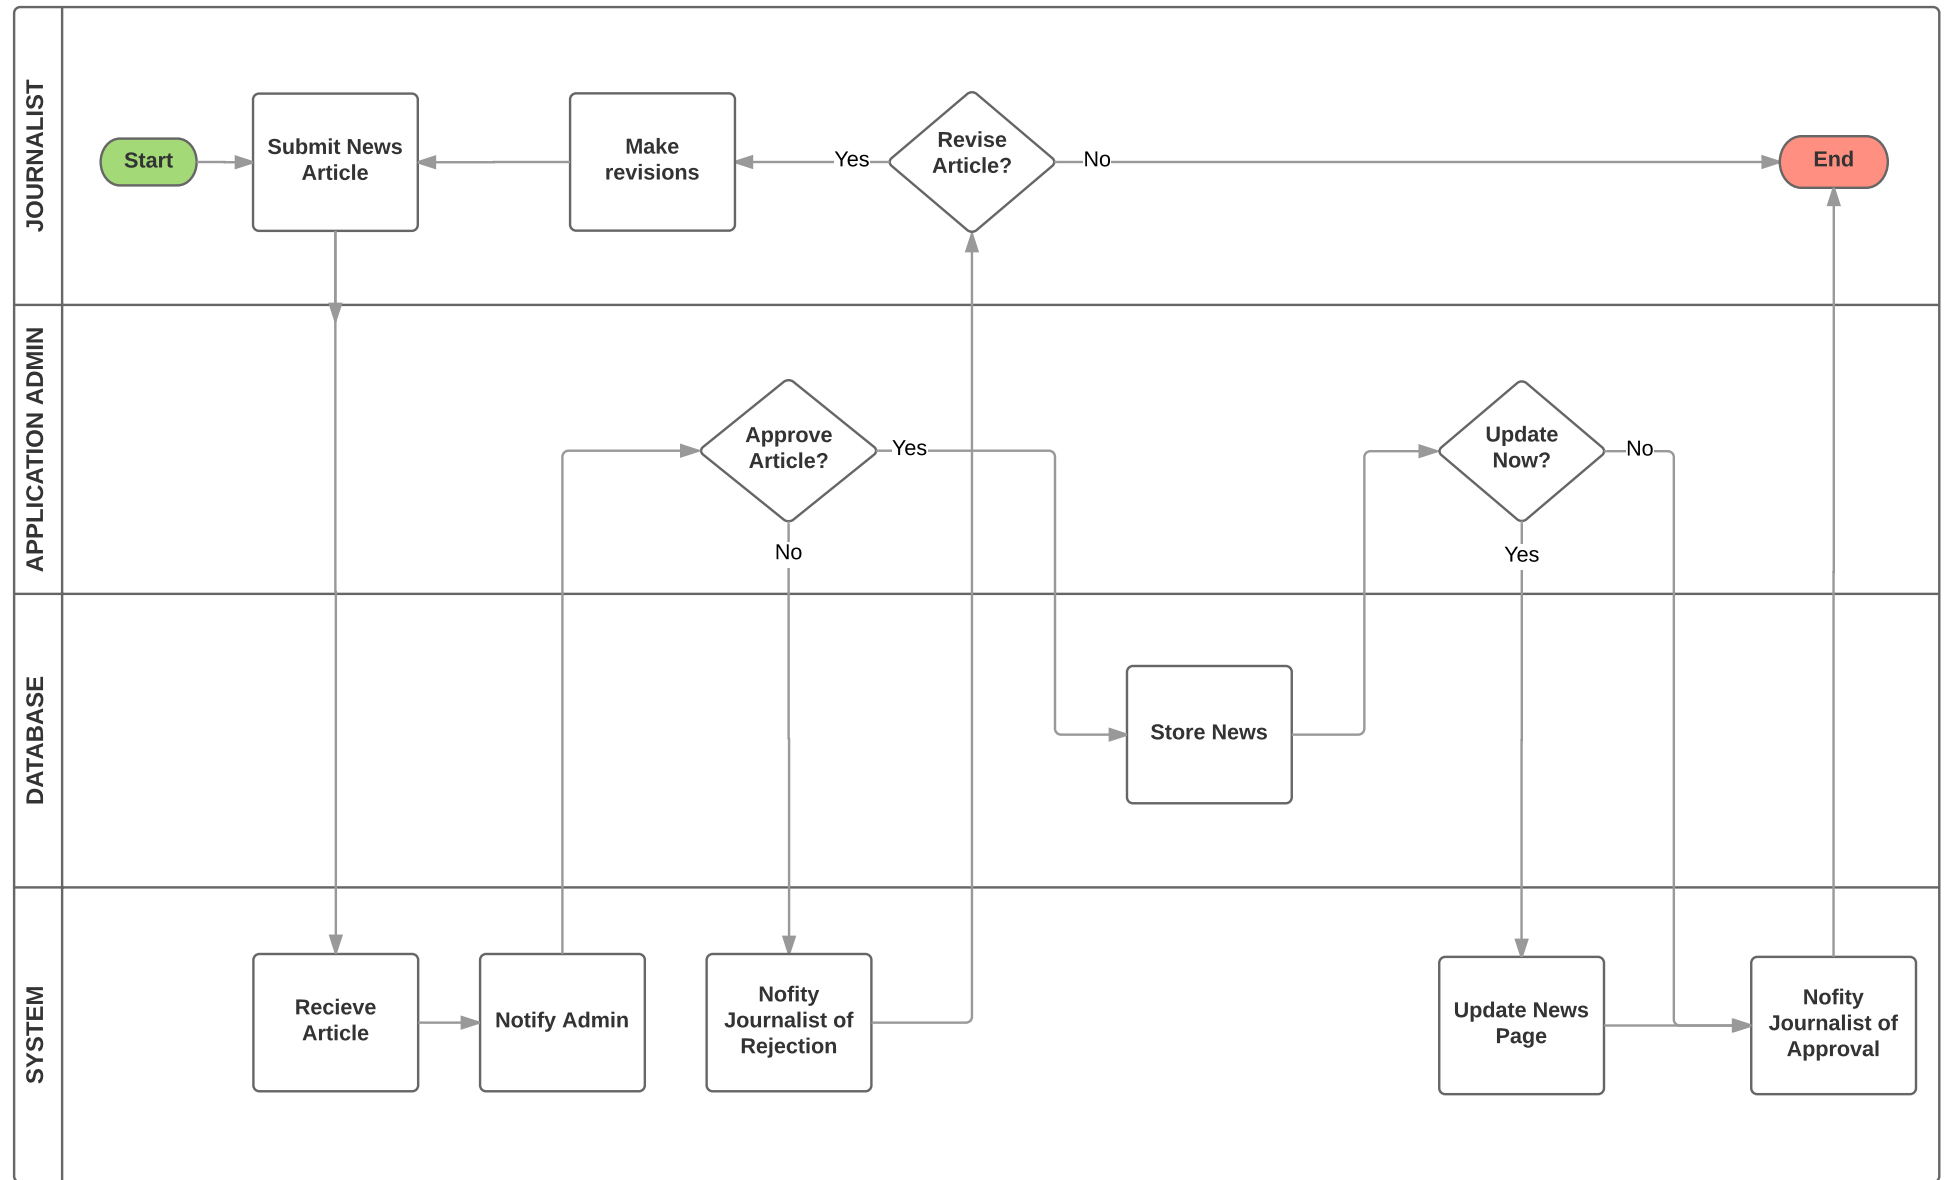 JOURNALIST
Start
Submit News
Article
Make
revisions
Yes
Revise
Article?
No
End
APPLICATION ADMIN
Approve
Article?
Yes
No
Update
Now?
No
Yes
DATABASE
Store News
SYSTEM
Recieve
Article
Notify Admin
Nofity
Journalist of
Rejection
Update News
Page
Nofity
Journalist of
Approval